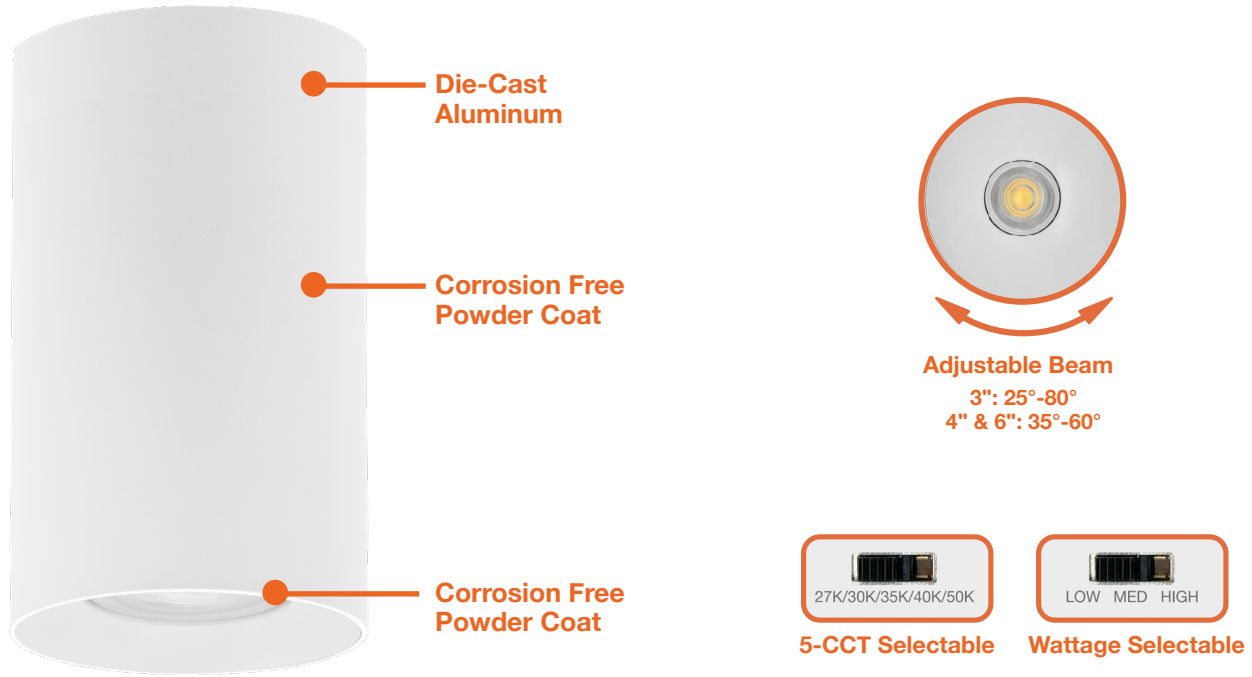 Die-Cast
Aluminum
Corrosion Free
Powder Coat
Corrosion Free
Powder Coat
Adjustable Beam
3": 25°-80°
4" & 6": 35°-60°
27K/30K/35K/40K/50K
5-CCT Selectable
LOW MED HIGH
Wattage Selectable